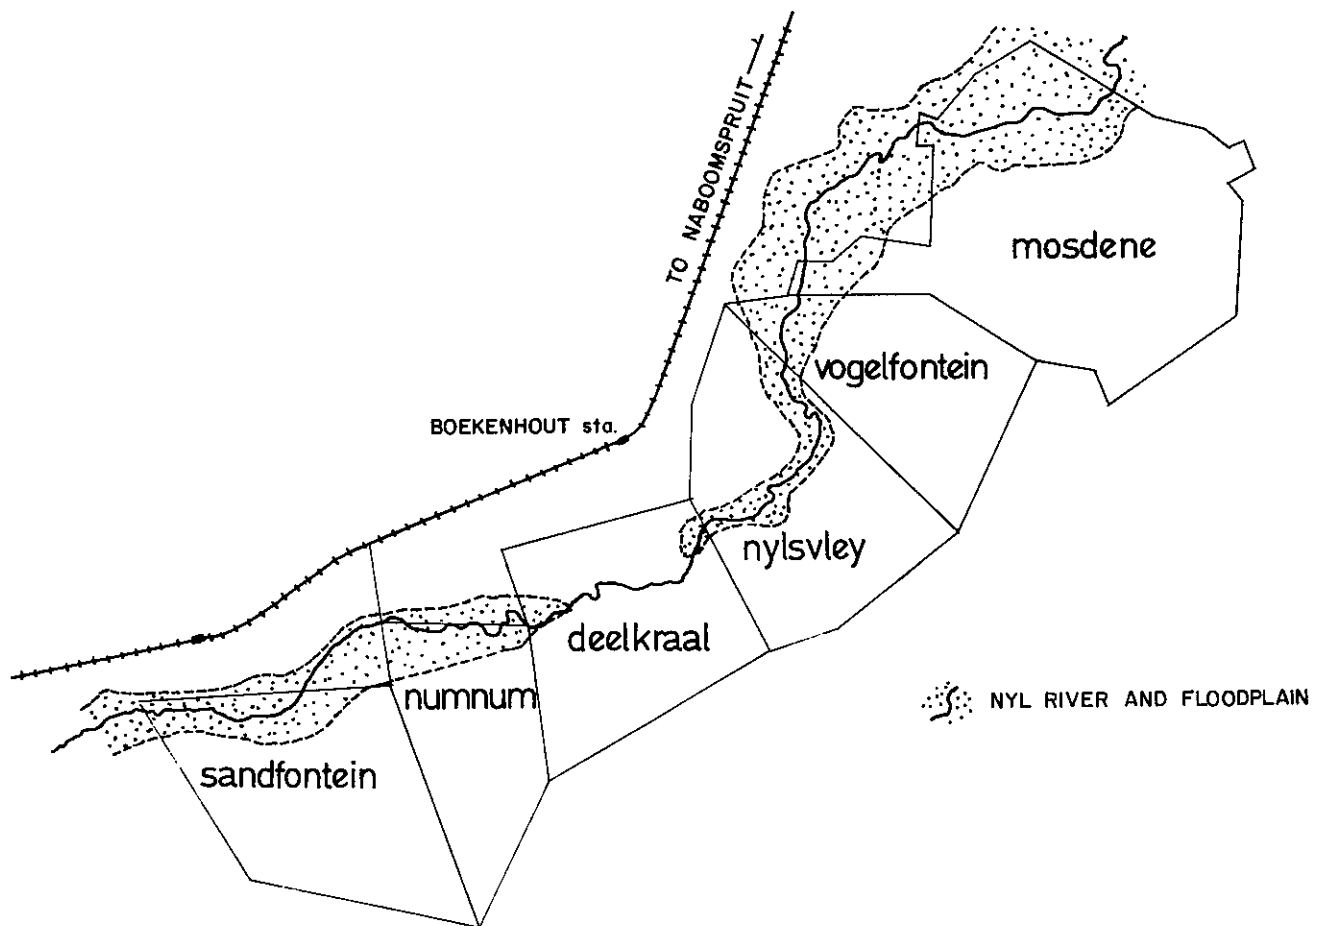 TO NABOOMSPRUIT
mosdene
vogelfontein
BOEKENHOUT sta.
nylsvley
deelkraal
numnum
NYL RIVER AND FLOODPLAIN
sandfontein